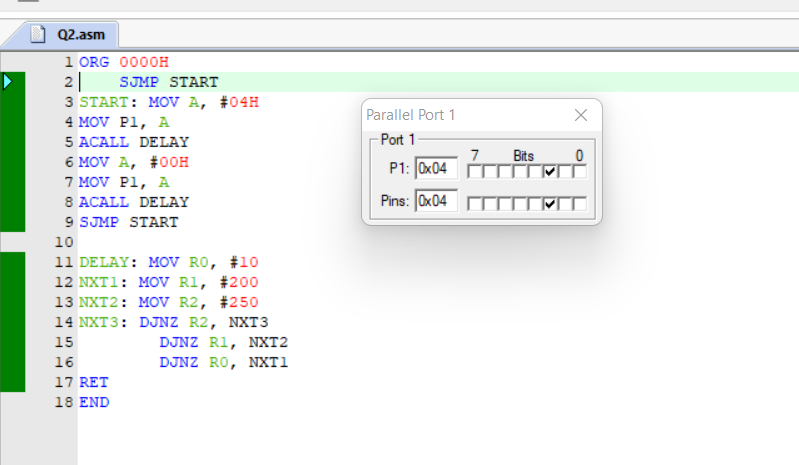 Q2.asm
1 ORG 0000H
2     SJMP START
3 START: MOV A, #04H
4 MOV P1, A
5 ACALL DELAY
6 MOV A, #00H
7 MOV P1, A
8 ACALL DELAY
9 SJMP START
10
11 DELAY: MOV R0, #10
12 NXT1: MOV R1, #200
13 NXT2: MOV R2, #250
14 NXT3: DJNZ R2, NXT3
15         DJNZ R1, NXT2
16         DJNZ R0, NXT1
17 RET
18 END
Parallel Port 1
Port 1
7 Bits 0
P1: 0x04
Pins: 0x04